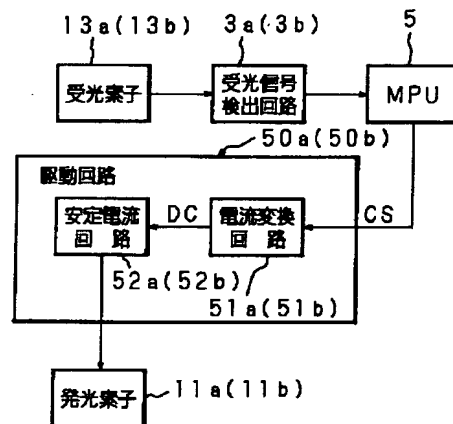 13a(13b)
3a(3b)
5
受光素子
受光信号
検出回路
MPU
50a(50b)
駆動回路
安定電流
回 路
DC
電流変換
回 路
CS
52a(52b)
51a(51b)
発光素子
11a(11b)